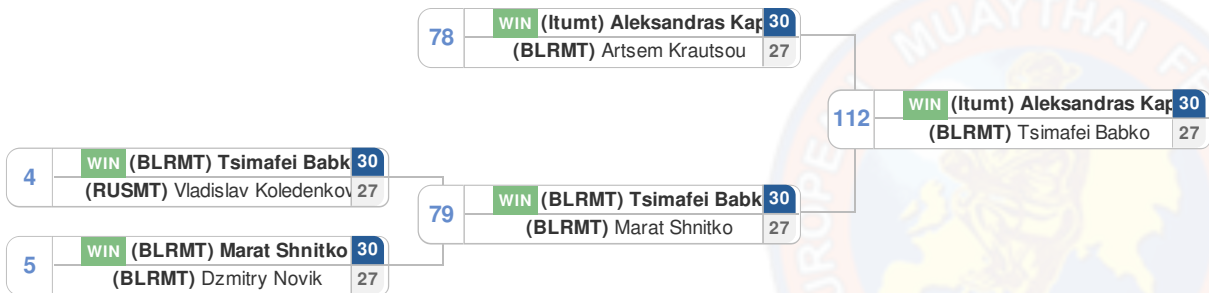 78
WIN (ltumt) Aleksandras Kap 30
(BLRMT) Artsem Krautsou 27
112
WIN (ltumt) Aleksandras Kap 30
(BLRMT) Tsimafei Babko 27
4
WIN (BLRMT) Tsimafei Babk 30
(RUSMT) Vladislav Koledenkov 27
79
WIN (BLRMT) Tsimafei Babk 30
(BLRMT) Marat Shnitko 27
5
WIN (BLRMT) Marat Shnitko 30
(BLRMT) Dzmitry Novik 27
MUAYTHAI